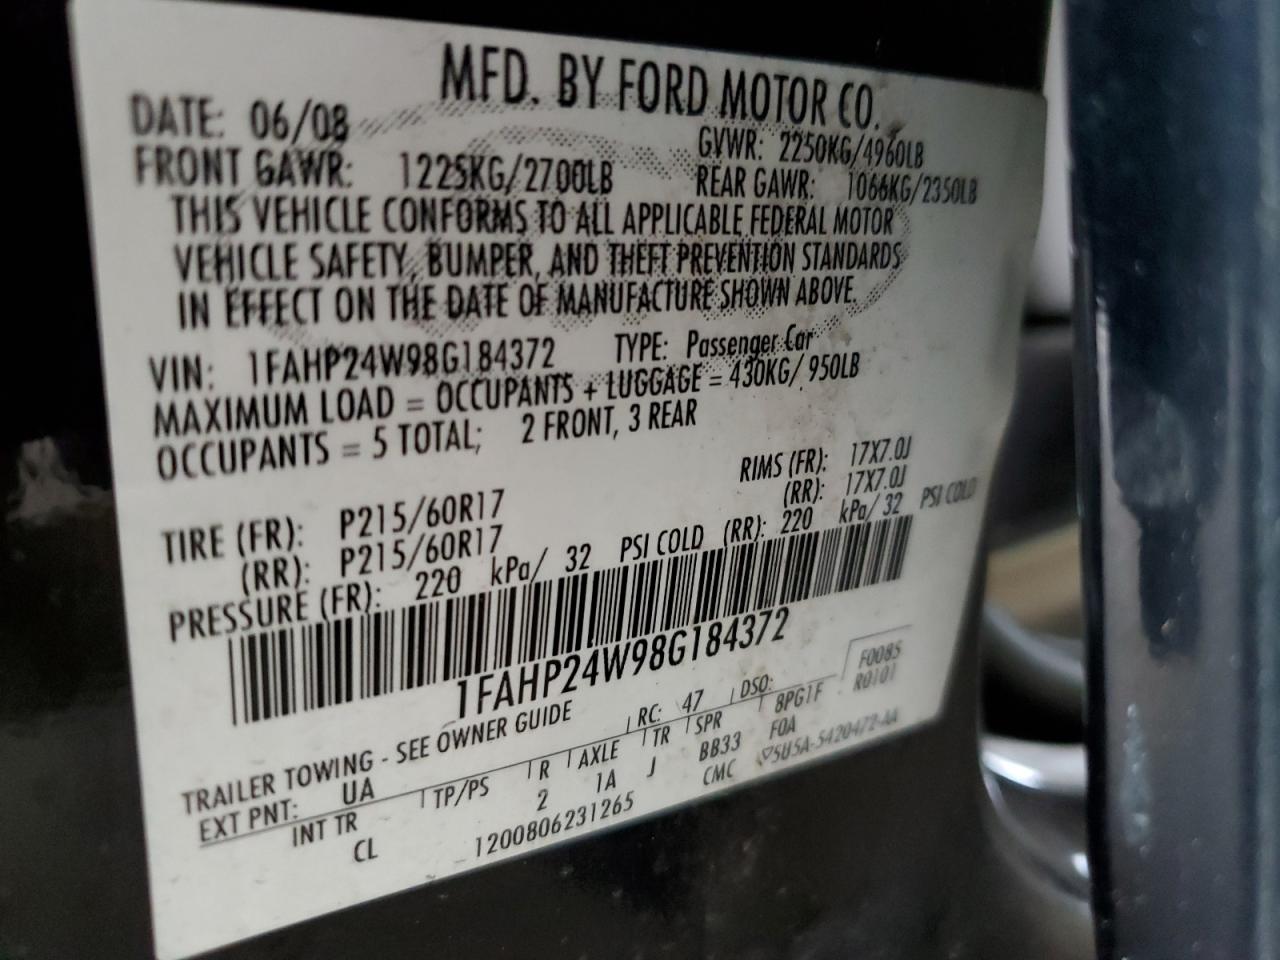 MFD. BY FORD MOTOR CO.
DATE: 06/08 GVWR: 2250KG/4960LB
FRONT GAWR: 1225KG/2700LB REAR GAWR: 1066KG/2350LB
THIS VEHICLE CONFORMS TO ALL APPLICABLE FEDERAL MOTOR
VEHICLE SAFETY, BUMPER, AND THEFT PREVENTION STANDARDS
IN EFFECT ON THE DATE OF MANUFACTURE SHOWN ABOVE.
VIN: 1FAHP24W98G184372 TYPE: Passenger Car
MAXIMUM LOAD = OCCUPANTS + LUGGAGE = 430KG/ 950LB
OCCUPANTS = 5 TOTAL; 2 FRONT, 3 REAR
TIRE (FR): P215/60R17 RIMS (FR): 17X7.0J
(RR): P215/60R17 (RR): 17X7.0J
PRESSURE (FR): 220 kPa/ 32 PSI COLD (RR): 220 kPa/ 32 PSI COLD
1FAHP24W98G184372
TRAILER TOWING - SEE OWNER GUIDE F0085
EXT PNT: UA RC: 47 DSO: R0101
INT TR TP/PS R AXLE TR SPR 8PG1F
CL 2 1A J BB33 F0A
1200806231265 CMC 5U5A-5420472-AA